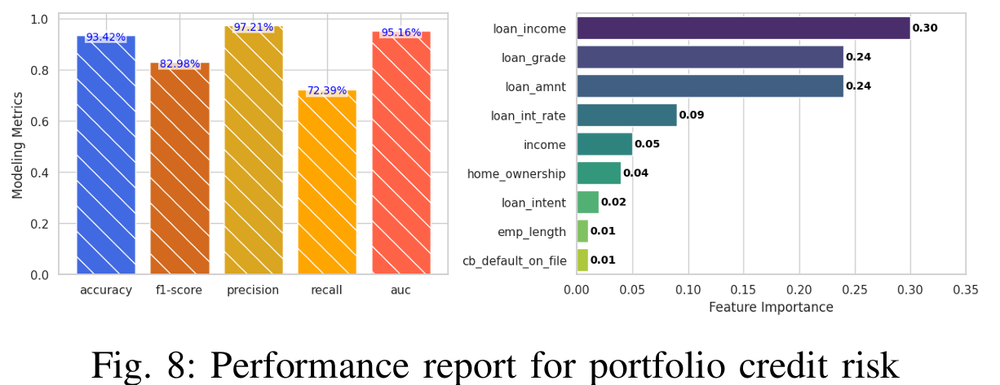 Modeling Metrics
1.0
0.8
0.6
0.4
0.2
0.0
93.42%
82.98%
97.21%
72.39%
95.16%
accuracy f1-score precision recall auc
loan_income 0.30
loan_grade 0.24
loan_amnt 0.24
loan_int_rate 0.09
income 0.05
home_ownership 0.04
loan_intent 0.02
emp_length 0.01
cb_default_on_file 0.01
0.00 0.05 0.10 0.15 0.20 0.25 0.30 0.35
Feature Importance
Fig. 8: Performance report for portfolio credit risk